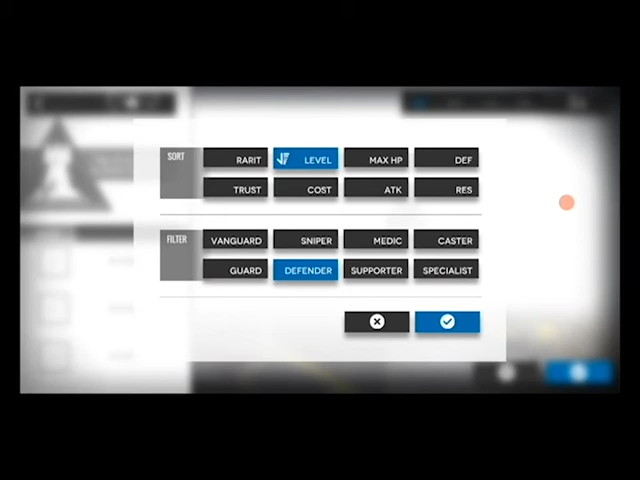 SORT RARIT LEVEL MAX HP DEF
TRUST COST ATK RES
FILTER VANGUARD SNIPER MEDIC CASTER
GUARD DEFENDER SUPPORTER SPECIALIST